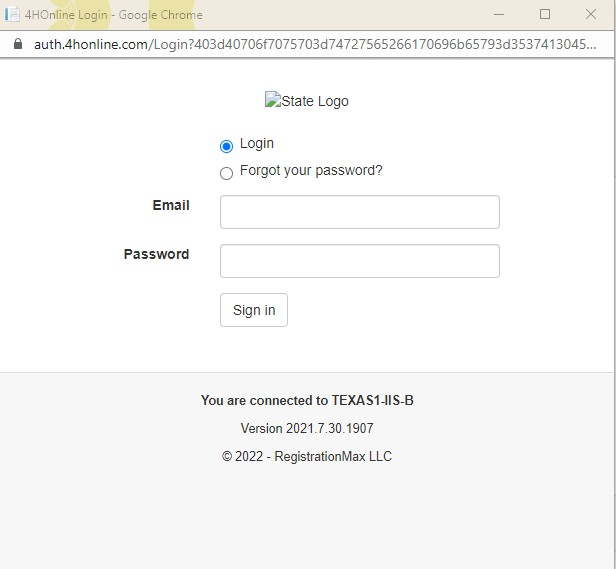 4HOnline Login - Google Chrome
auth.4honline.com/Login?403d40706f7075703d74727565266170696b65793d3537413045...
State Logo
Login
Forgot your password?
Email
Password
Sign in
You are connected to TEXAS1-IIS-B
Version 2021.7.30.1907
© 2022 - RegistrationMax LLC